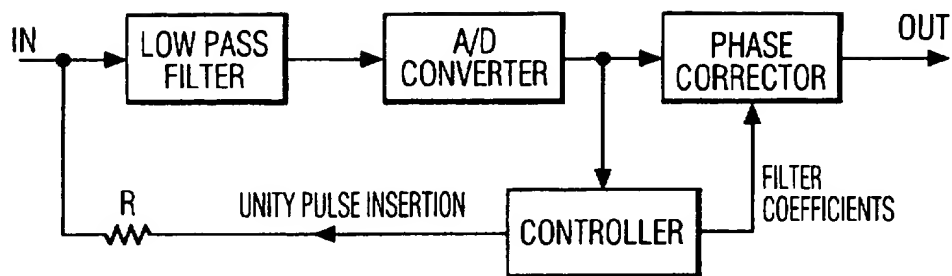 IN
LOW PASS
FILTER
A/D
CONVERTER
PHASE
CORRECTOR
OUT
R
UNITY PULSE INSERTION
CONTROLLER
FILTER
COEFFICIENTS